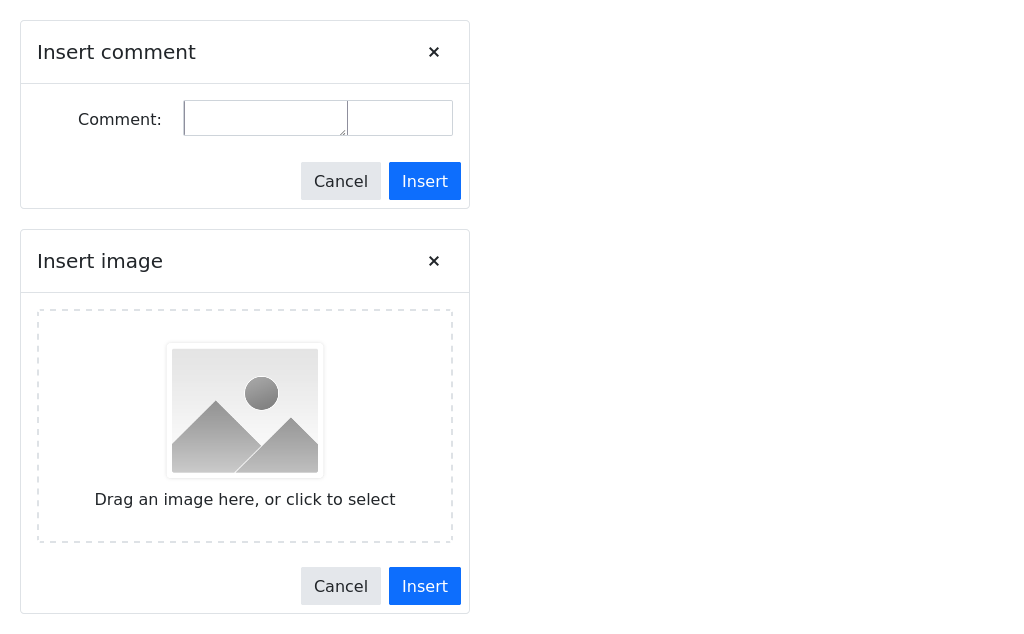 Insert comment
Comment:
Cancel Insert
Insert image
Drag an image here, or click to select
Cancel Insert